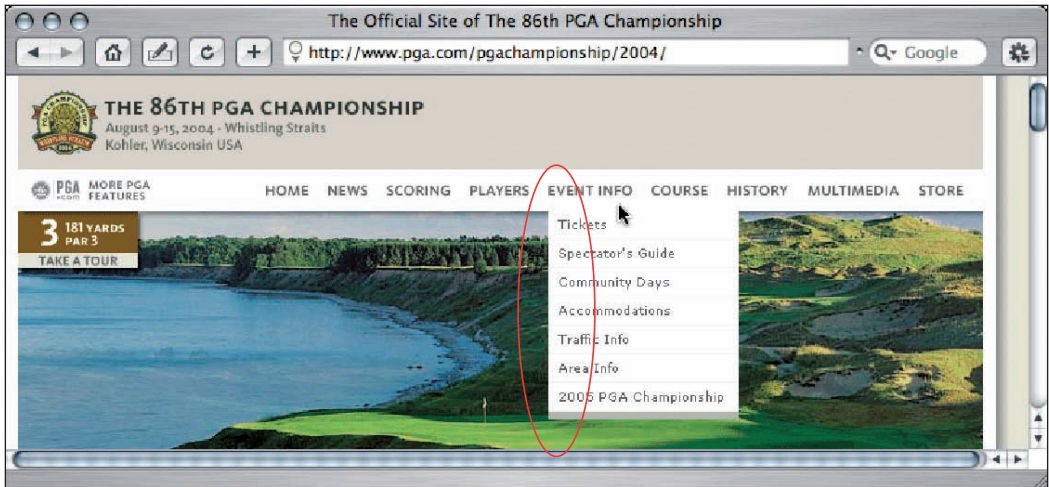 The Official Site of The 86th PGA Championship
http://www.pga.com/pgachampionship/2004/
Google
THE 86TH PGA CHAMPIONSHIP
August 9-15, 2004 - Whistling Straits
Kohler, Wisconsin USA
PGA .com MORE PGA FEATURES
HOME NEWS SCORING PLAYERS EVENT INFO COURSE HISTORY MULTIMEDIA STORE
3 181 YARDS
PAR 3
TAKE A TOUR
Tickets
Spectator's Guide
Community Days
Accommodations
Traffic Info
Area Info
2005 PGA Championship